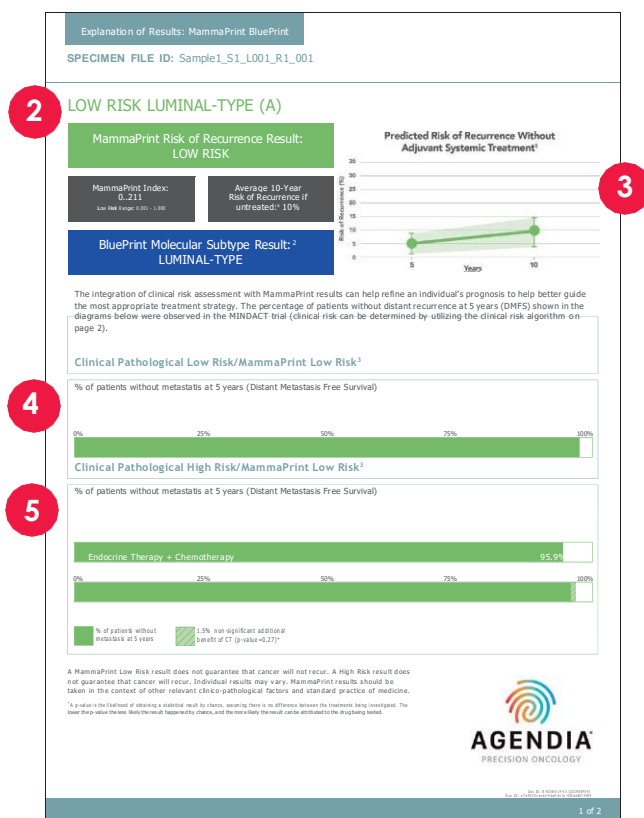 Explanation of Results: MammaPrint BluePrint
SPECIMEN FILE ID: Sample1_S1_L001_R1_001
2
LOW RISK LUMINAL-TYPE (A)
MammaPrint Risk of Recurrence Result:
LOW RISK
MammaPrint Index:
0..211
Low Risk Range: 0.001 - 1.000
Average 10-Year
Risk of Recurrence if
untreated:² 10%
BluePrint Molecular Subtype Result: ²
LUMINAL-TYPE
Predicted Risk of Recurrence Without
Adjuvant Systemic Treatment¹
3
Risk of Recurrence (%)
35
30
25
20
15
10
5
0
5
10
Years
The integration of clinical risk assessment with MammaPrint results can help refine an individual's prognosis to help better guide
the most appropriate treatment strategy. The percentage of patients without distant recurrence at 5 years (DMFS) shown in the
diagrams below were observed in the MINDACT trial (clinical risk can be determined by utilizing the clinical risk algorithm on
page 2).
Clinical Pathological Low Risk/MammaPrint Low Risk³
4
% of patients without metastatis at 5 years (Distant Metastasis Free Survival)
0% 25% 50% 75% 100%
Clinical Pathological High Risk/MammaPrint Low Risk³
5
% of patients without metastatis at 5 years (Distant Metastasis Free Survival)
Endocrine Therapy + Chemotherapy 95.9%
0% 25% 50% 75% 100%
% of patients without
metastasis at 5 years
1.5% non-significant additional
benefit of CT (p-value =0.27)*
A MammaPrint Low Risk result does not guarantee that cancer will not recur. A High Risk result does
not guarantee that cancer will recur. Individual results may vary. MammaPrint results should be
taken in the context of other relevant clinico-pathological factors and standard practice of medicine.
*A p-value is the likelihood of obtaining a statistical result by chance, assuming there is no difference between the treatments being investigated. The
lower the p-value the less likely the result happened by chance, and the more likely the result can be attributed to the drug being tested.
AGENDIA
PRECISION ONCOLOGY
1 of 2